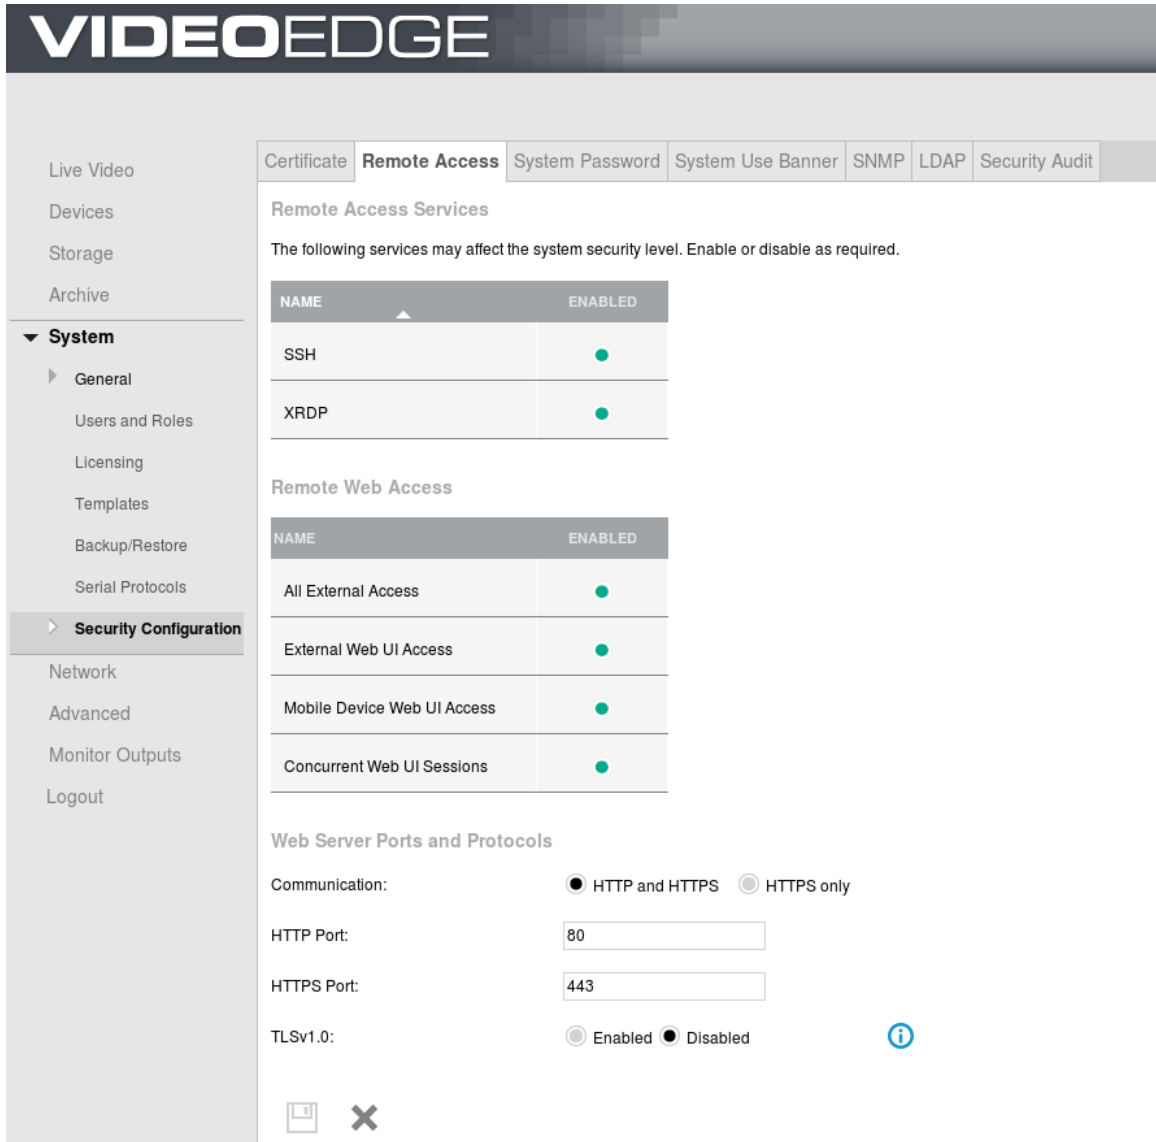 VIDEOEDGE
Certificate Remote Access System Password System Use Banner SNMP LDAP Security Audit
Live Video
Devices
Storage
Archive
System
General
Users and Roles
Licensing
Templates
Backup/Restore
Serial Protocols
Security Configuration
Network
Advanced
Monitor Outputs
Logout
Remote Access Services
The following services may affect the system security level. Enable or disable as required.
NAME ENABLED
SSH
XRDP
Remote Web Access
NAME ENABLED
All External Access
External Web UI Access
Mobile Device Web UI Access
Concurrent Web UI Sessions
Web Server Ports and Protocols
Communication: HTTP and HTTPS HTTPS only
HTTP Port: 80
HTTPS Port: 443
TLSv1.0: Enabled Disabled